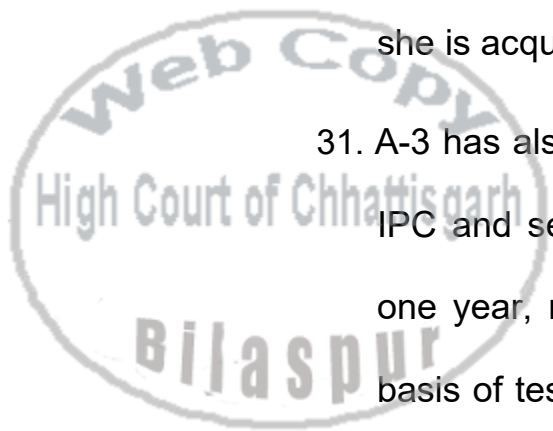 she is acqu
Web Copy
31. A-3 has als
High Court of Chhattisgarh
IPC and se
one year,
Bilaspur
basis of tes